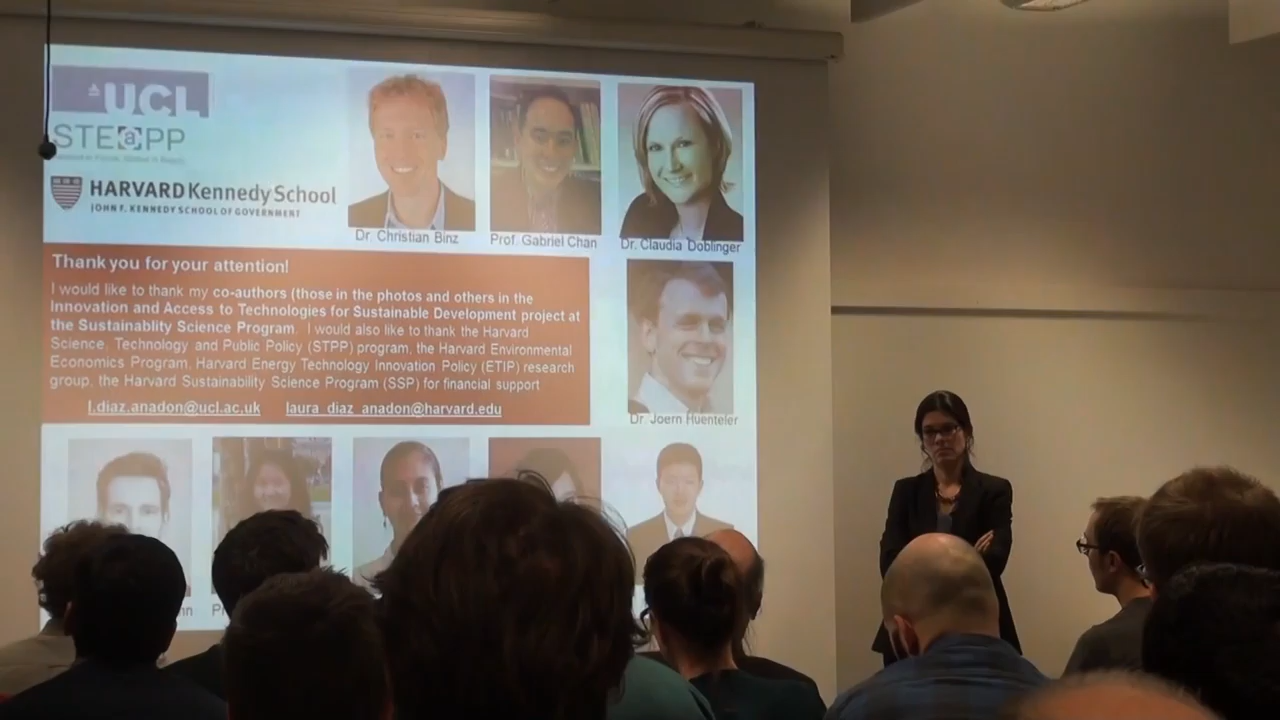 UCL
STEaPP
HARVARD Kennedy School
JOHN F. KENNEDY SCHOOL OF GOVERNMENT
Dr. Christian Binz
Prof. Gabriel Chan
Dr. Claudia Doblinger
Thank you for your attention!
I would like to thank my co-authors (those in the photos and others in the
Innovation and Access to Technologies for Sustainable Development project at
the Sustainablity Science Program. I would also like to thank the Harvard
Science, Technology and Public Policy (STPP) program, the Harvard Environmental
Economics Program, Harvard Energy Technology Innovation Policy (ETIP) research
group, the Harvard Sustainability Science Program (SSP) for financial support
l.diaz.anadon@ucl.ac.uk laura_diaz_anadon@harvard.edu
Dr. Joern Huenteler